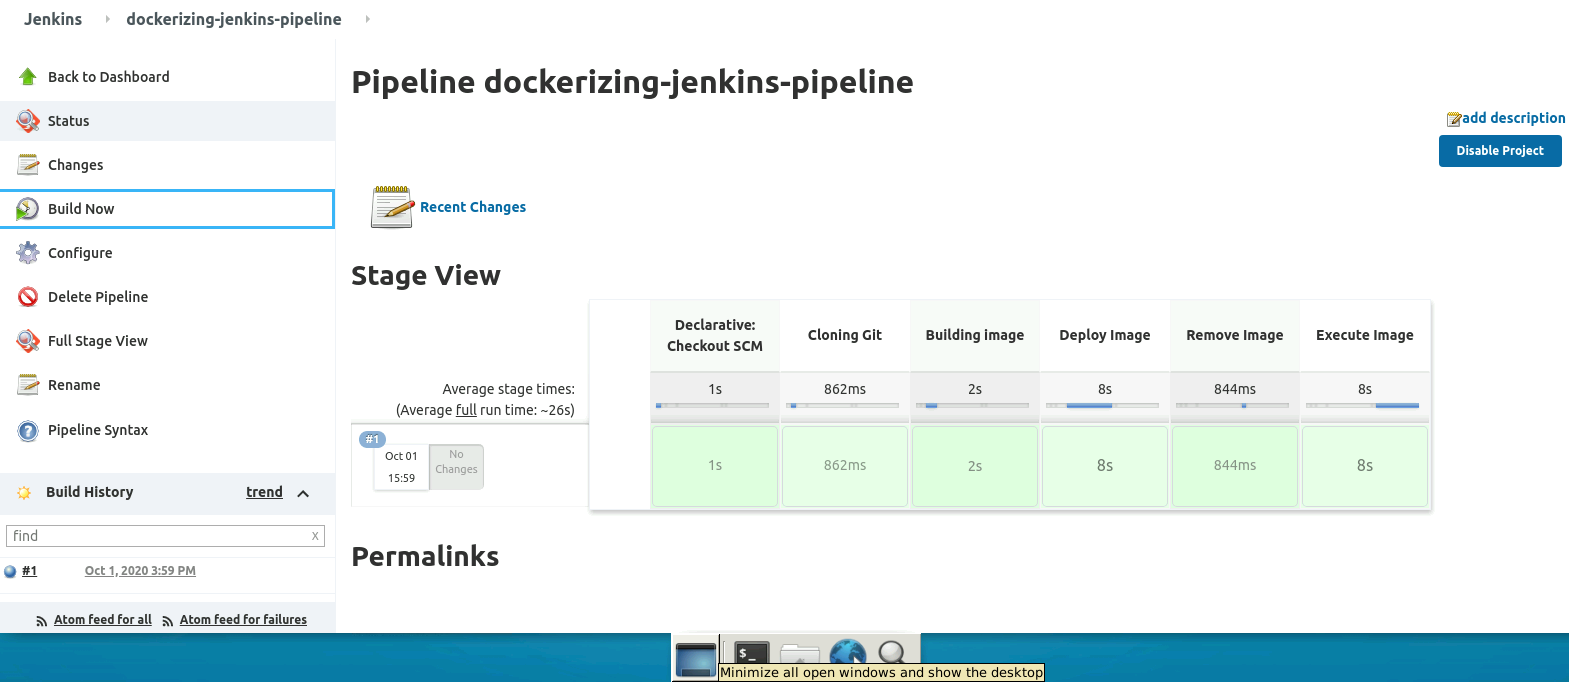 Jenkins
dockerizing-jenkins-pipeline
Back to Dashboard
Status
Changes
Build Now
Configure
Delete Pipeline
Full Stage View
Rename
Pipeline Syntax
Build History
trend
find
x
#1
Oct 1, 2020 3:59 PM
Atom feed for all
Atom feed for failures
Pipeline dockerizing-jenkins-pipeline
add description
Disable Project
Recent Changes
Stage View
Declarative:
Checkout SCM
Cloning Git
Building image
Deploy Image
Remove Image
Execute Image
Average stage times:
(Average full run time: ~26s)
1s
862ms
2s
8s
844ms
8s
#1
Oct 01
15:59
No
Changes
1s
862ms
2s
8s
844ms
8s
Permalinks
$_
Minimize all open windows and show the desktop